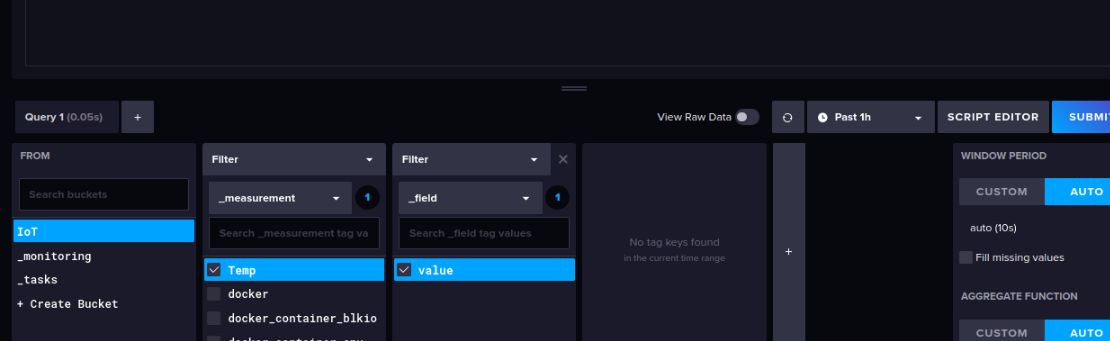 Query 1 (0.05s)
+
View Raw Data
Past 1h
SCRIPT EDITOR
SUBMIT
FROM
Search buckets
IoT
_monitoring
_tasks
+ Create Bucket
Filter
_measurement
1
Search _measurement tag va
Temp
docker
docker_container_blkio
Filter
_field
1
Search _field tag values
value
No tag keys found
in the current time range
+
WINDOW PERIOD
CUSTOM
AUTO
auto (10s)
Fill missing values
AGGREGATE FUNCTION
CUSTOM
AUTO